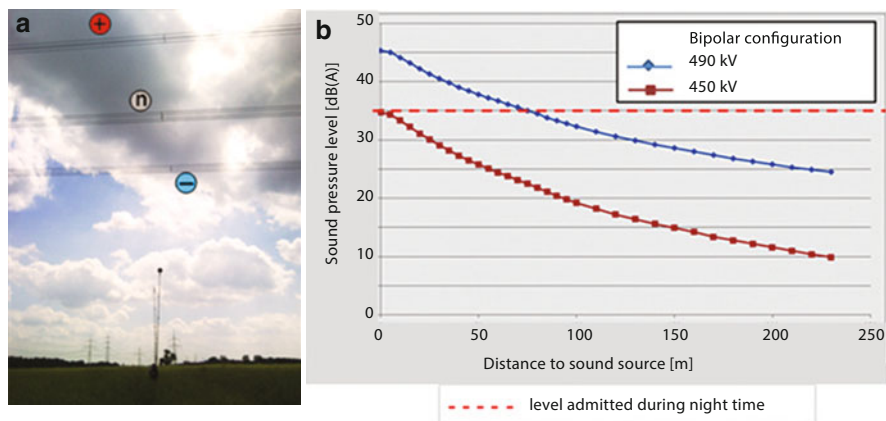 a
+
n
−
b
Sound pressure level [dB(A)]
50
40
30
20
10
0
Bipolar configuration
490 kV
450 kV
0
50
100
150
200
250
Distance to sound source [m]
level admitted during night time